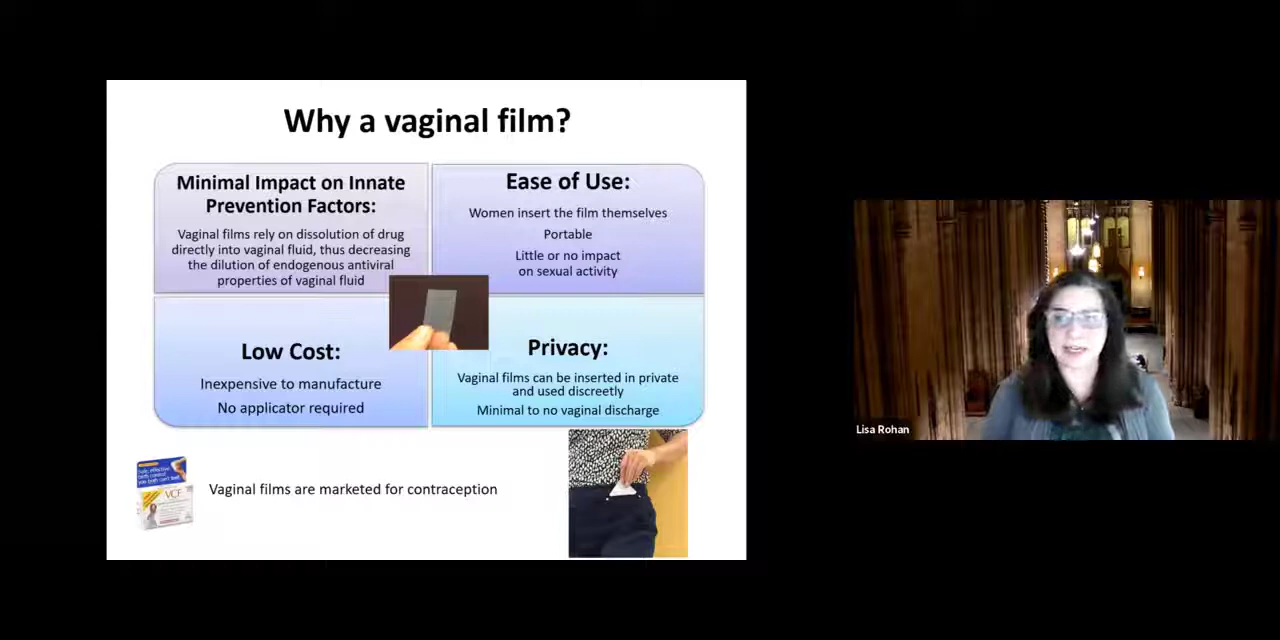 Why a vaginal film?
Minimal Impact on Innate
Prevention Factors:
Vaginal films rely on dissolution of drug
directly into vaginal fluid, thus decreasing
the dilution of endogenous antiviral
properties of vaginal fluid
Ease of Use:
Women insert the film themselves
Portable
Little or no impact
on sexual activity
Low Cost:
Inexpensive to manufacture
No applicator required
Privacy:
Vaginal films can be inserted in private
and used discreetly
Minimal to no vaginal discharge
VCF
Vaginal films are marketed for contraception
Lisa Rohan